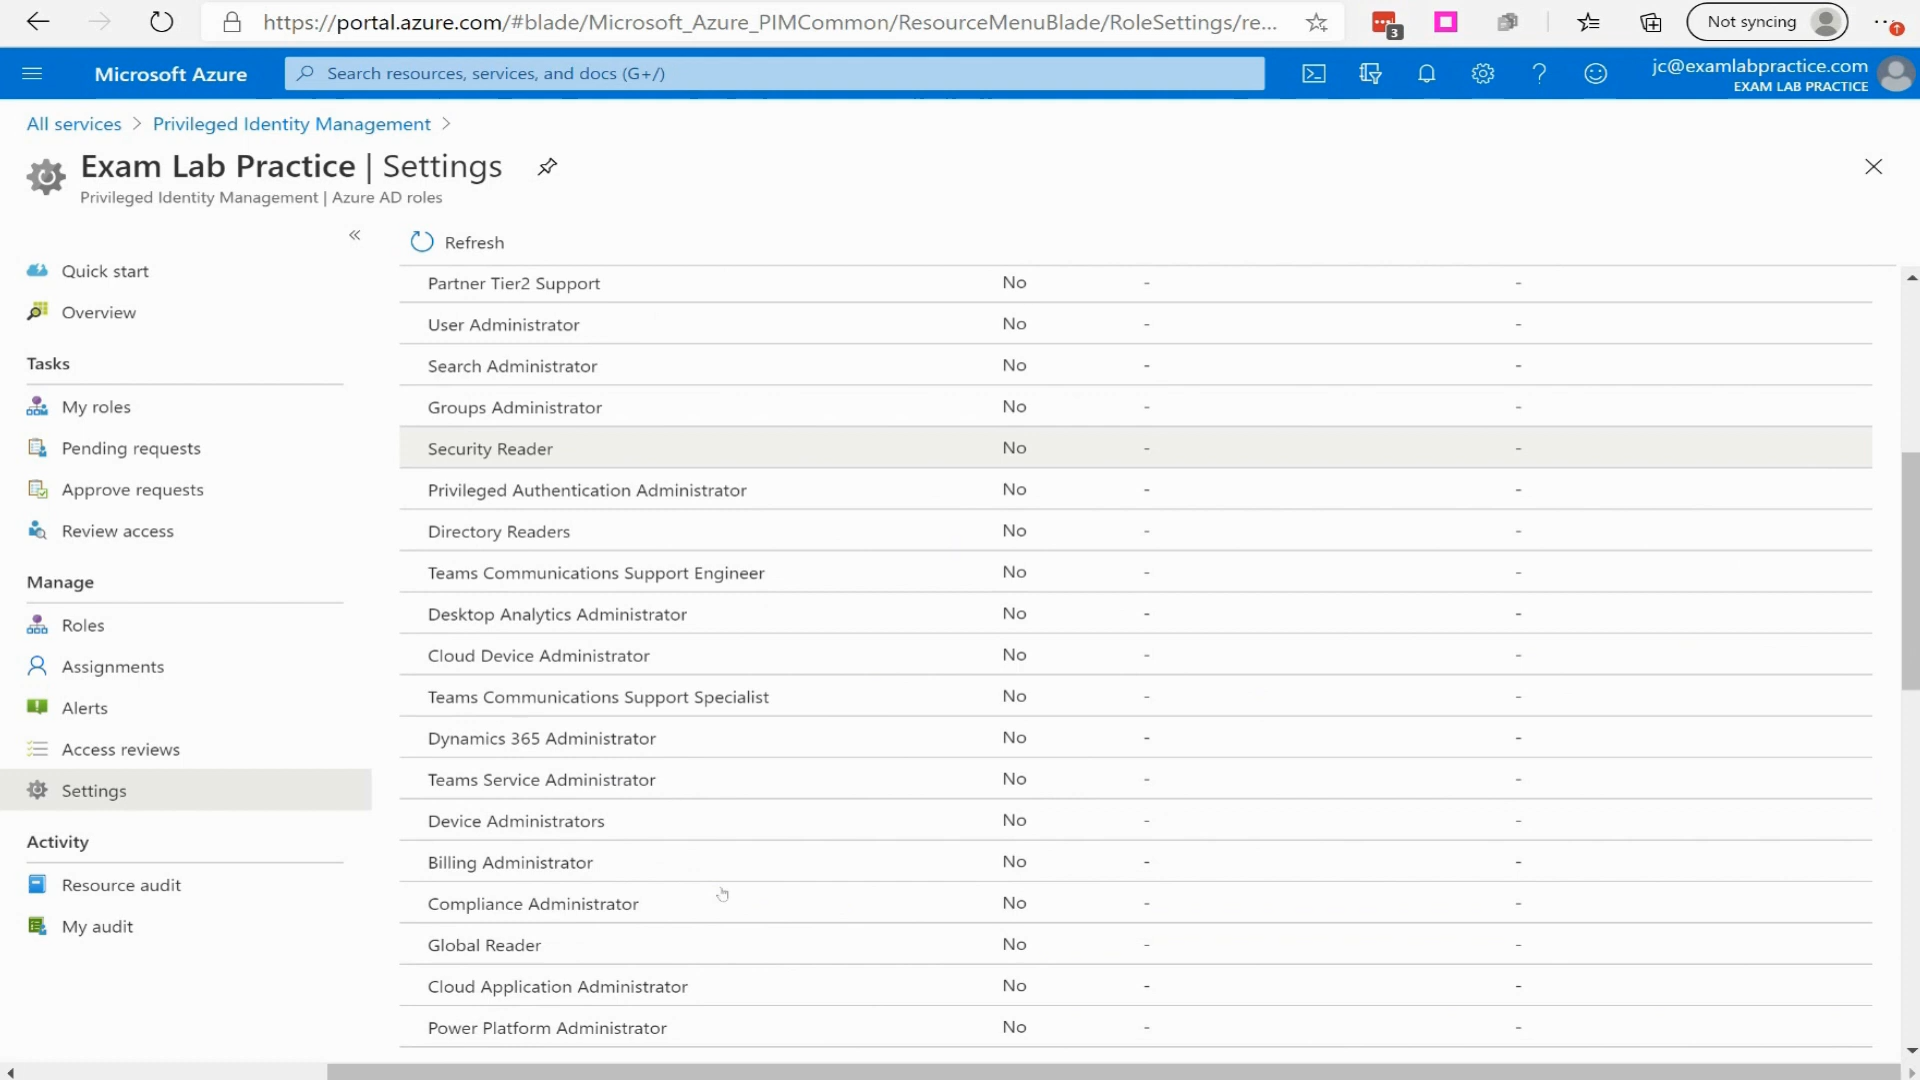 https://portal.azure.com/#blade/Microsoft_Azure_PIMCommon/ResourceMenuBlade/RoleSettings/re...
3
Not syncing
Microsoft Azure
Search resources, services, and docs (G+/)
jc@examlabpractice.com
EXAM LAB PRACTICE
All services > Privileged Identity Management >
Exam Lab Practice | Settings
Privileged Identity Management | Azure AD roles
«
Refresh
Quick start
Overview
Tasks
My roles
Pending requests
Approve requests
Review access
Manage
Roles
Assignments
Alerts
Access reviews
Settings
Activity
Resource audit
My audit
Partner Tier2 Support No - -
User Administrator No - -
Search Administrator No - -
Groups Administrator No - -
Security Reader No - -
Privileged Authentication Administrator No - -
Directory Readers No - -
Teams Communications Support Engineer No - -
Desktop Analytics Administrator No - -
Cloud Device Administrator No - -
Teams Communications Support Specialist No - -
Dynamics 365 Administrator No - -
Teams Service Administrator No - -
Device Administrators No - -
Billing Administrator No - -
Compliance Administrator No - -
Global Reader No - -
Cloud Application Administrator No - -
Power Platform Administrator No - -